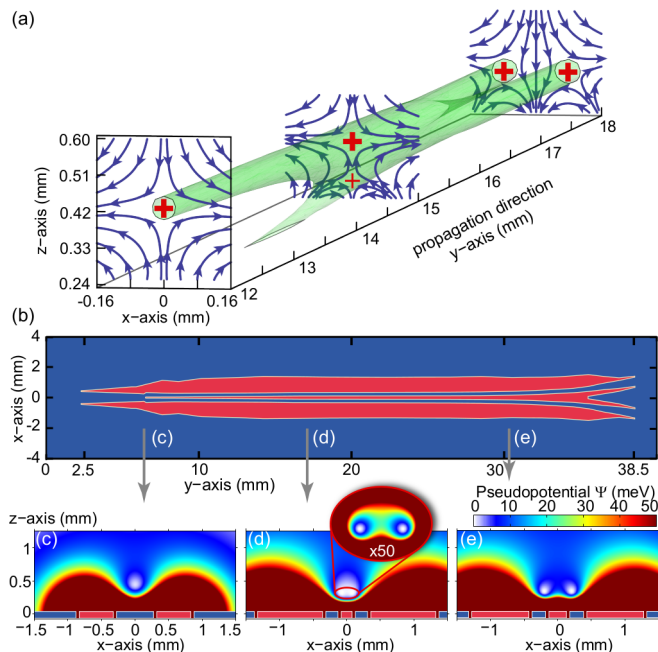 (a)
0.60
0.51
0.42
0.33
0.24
z-axis (mm)
-0.16 0 0.16
x-axis (mm)
12 13 14 15 16 17 18
propagation direction
y-axis (mm)
(b)
4
2
0
-2
-4
x-axis (mm)
(c) (d) (e)
0 2.5 10 20 30 38.5
y-axis (mm)
Pseudopotential Ψ (meV)
0 10 20 30 40 50
z-axis (mm)
(c) (d) (e)
x50
1
0.5
0
-1.5 -1 -0.5 0 0.5 1 1.5
x-axis (mm)
-1 0 1
x-axis (mm)
-1 0 1
x-axis (mm)